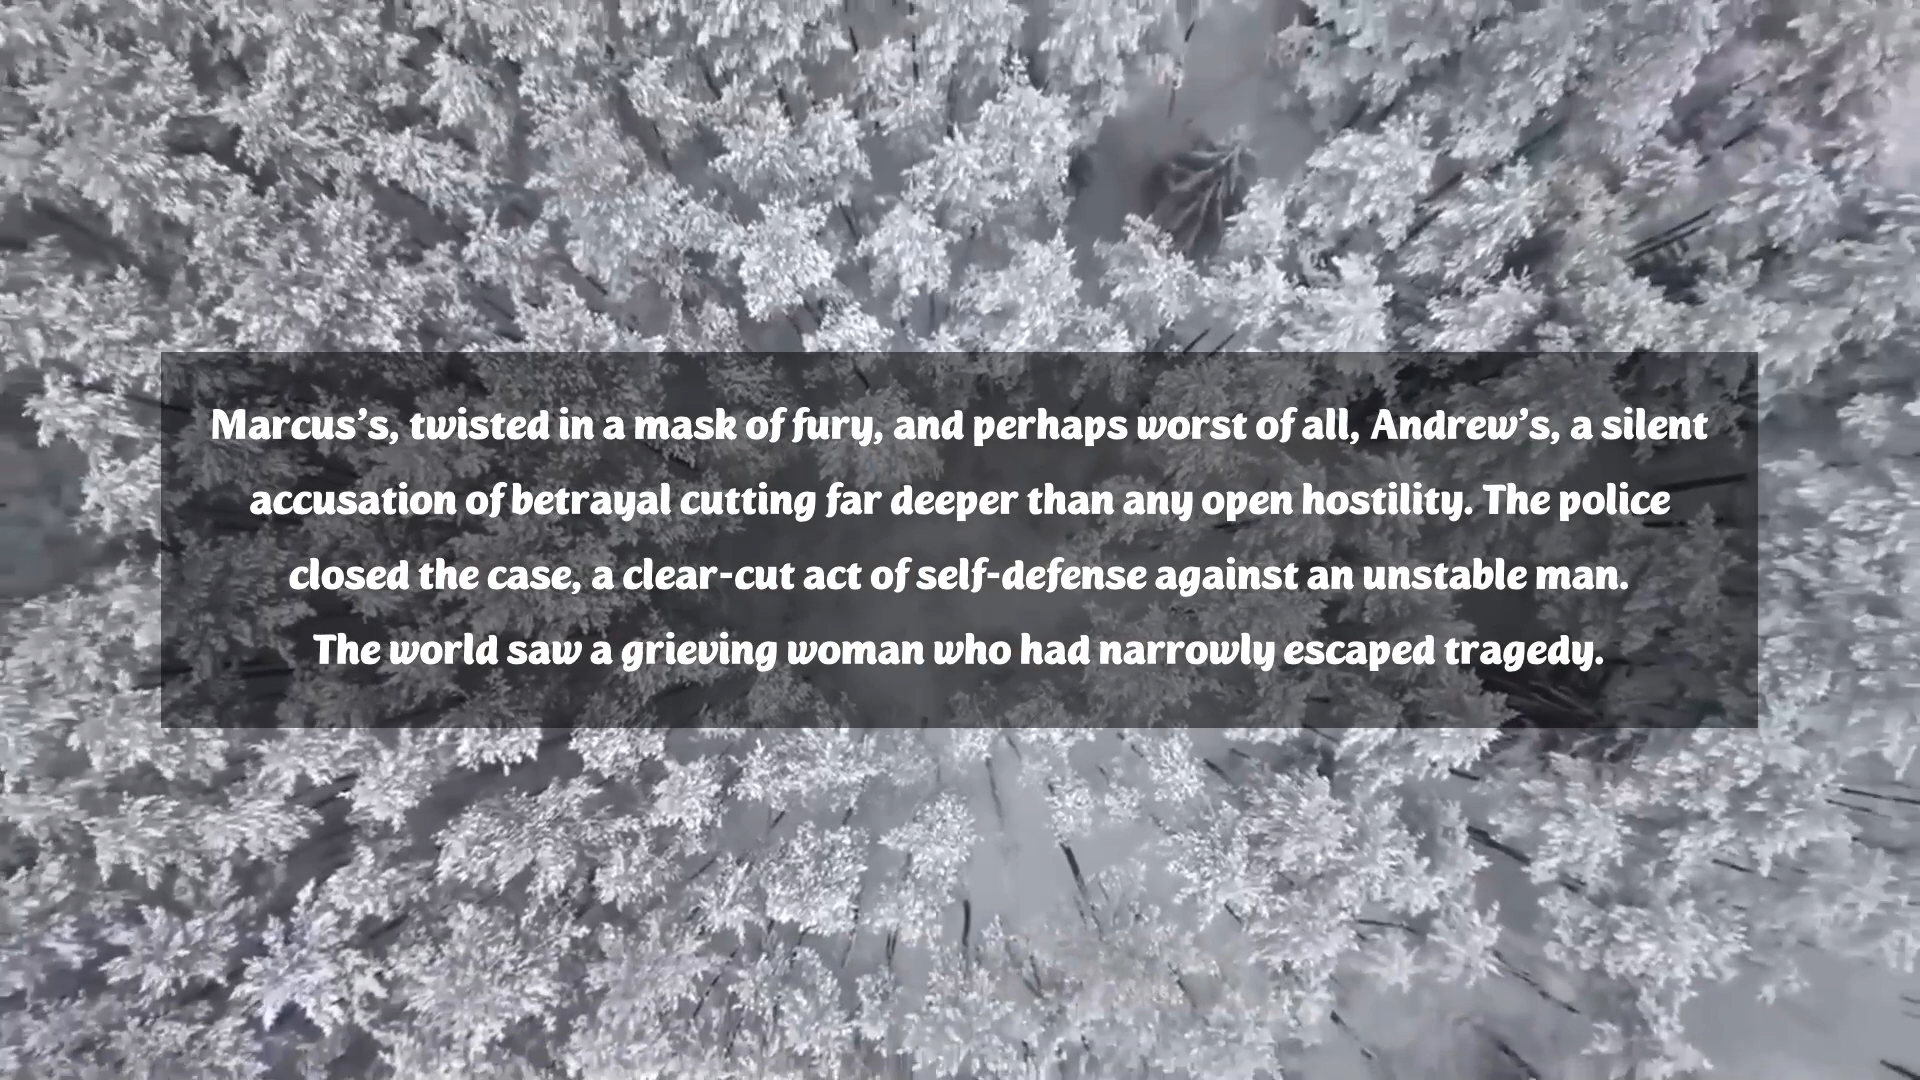 Marcus’s, twisted in a mask of fury, and perhaps worst of all, Andrew’s, a silent
accusation of betrayal cutting far deeper than any open hostility. The police
closed the case, a clear-cut act of self-defense against an unstable man.
The world saw a grieving woman who had narrowly escaped tragedy.